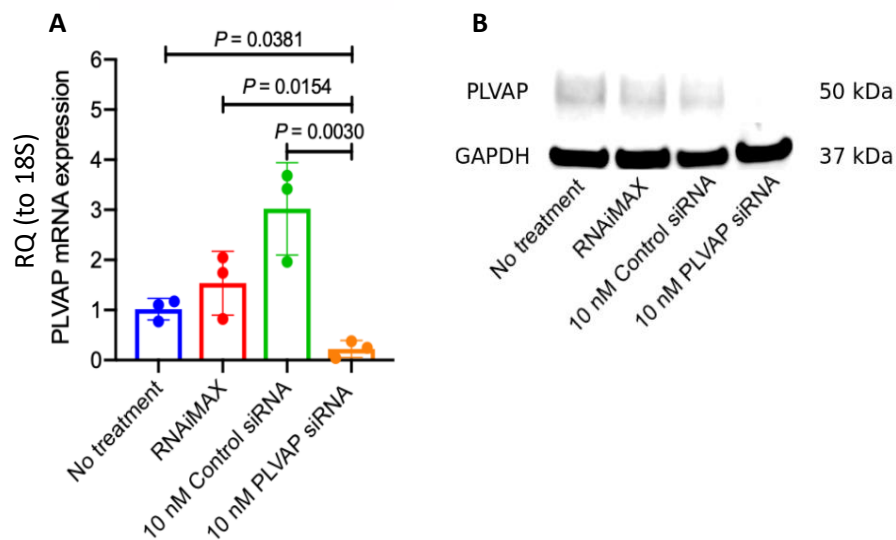 A
RQ (to 18S)
PLVAP mRNA expression
6
5
4
3
2
1
0
P = 0.0381
P = 0.0154
P = 0.0030
No treatment
RNAiMAX
10 nM Control siRNA
10 nM PLVAP siRNA
B
PLVAP
50 kDa
GAPDH
37 kDa
No treatment
RNAiMAX
10 nM Control siRNA
10 nM PLVAP siRNA